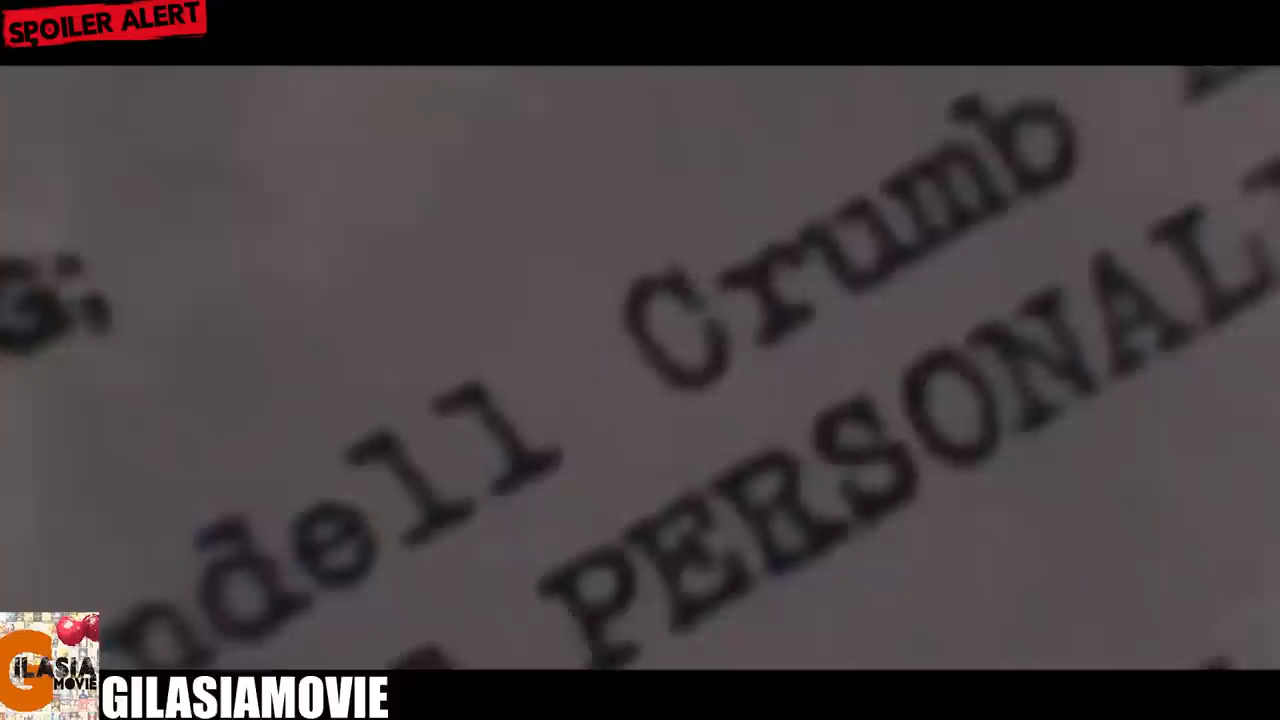 SPOILER ALERT
G;
ndell Crumb
PERSONAL
GILASIA
MOVIE
GILASIAMOVIE